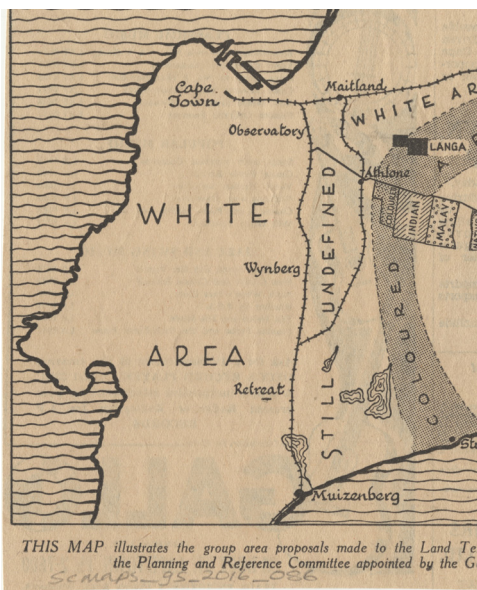 Cape
Town
Maitland
WHITE AR
Observatory
LANGA
Athlone
COLOURED
INDIAN
MALAY
WHITE
STILL UNDEFINED
Wynberg
COLOURED
AREA
Retreat
Muizenberg
THIS MAP illustrates the group area proposals made to the Land Te
the Planning and Reference Committee appointed by the G
scmaps_gs_2016_086